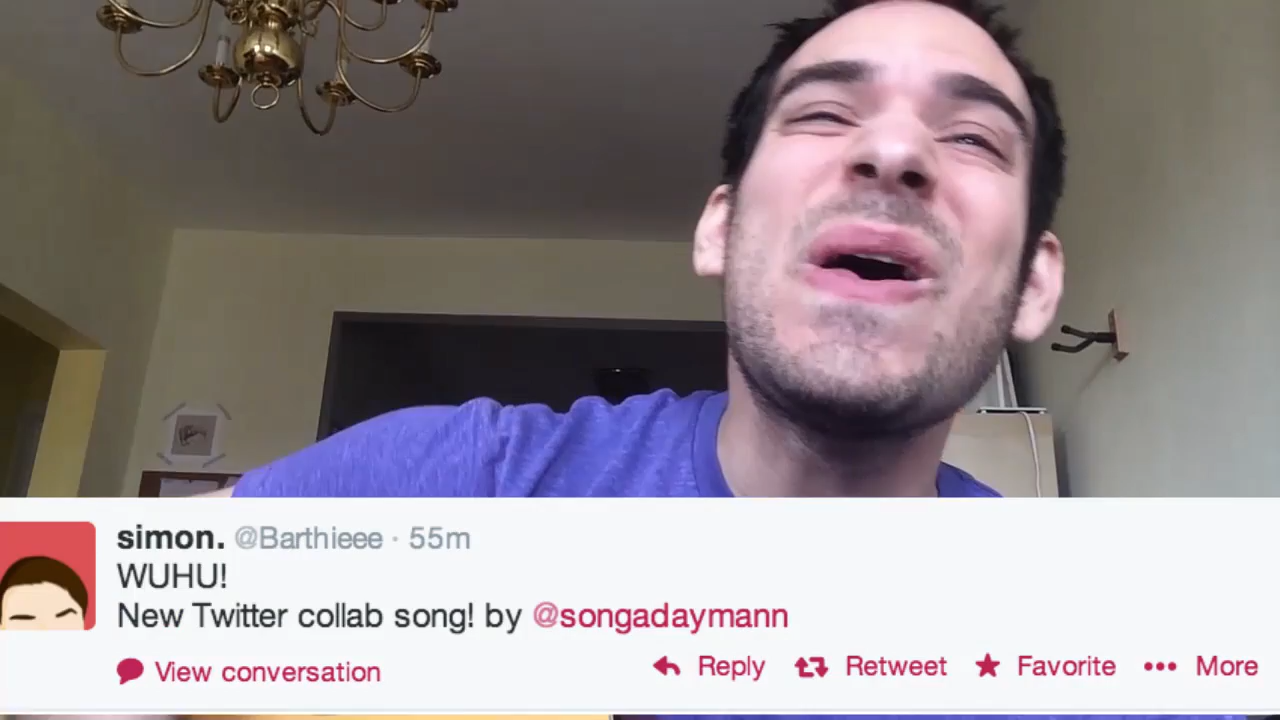 simon. @Barthieee · 55m
WUHU!
New Twitter collab song! by @songadaymann
View conversation
Reply Retweet Favorite More